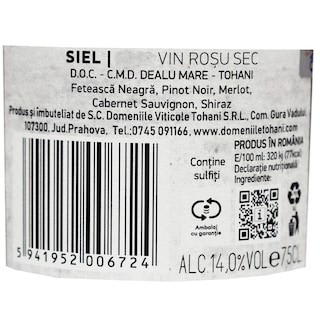 SIEL | VIN ROȘU SEC
D.O.C. - C.M.D. DEALU MARE - TOHANI
Fetească Neagră, Pinot Noir, Merlot,
Cabernet Sauvignon, Shiraz
Produs și îmbuteliat de S.C. Domeniile Viticole Tohani S.R.L., Com. Gura Vadului,
107300, Jud.Prahova, Tel.:0745 091166, www.domeniiletohani.com
PRODUS ÎN ROMÂNIA
E/100 ml: 320 kj (77kcal)
Declarație nutrițională/
Ingrediente:
Conține
sulfiți
Ambalaj
cu garanție
5 941952 006724
ALC.14,0%VOL e 75CL